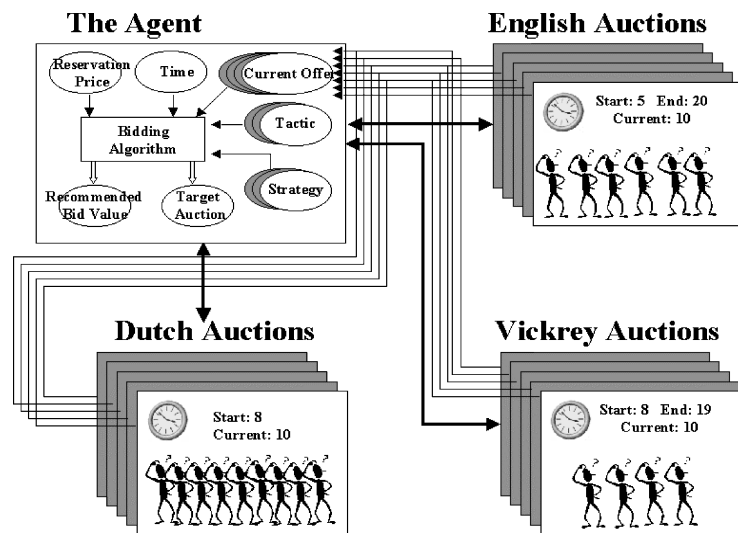 The Agent
English Auctions
Reservation
Price
Time
Current Offer
Bidding
Algorithm
Tactic
Strategy
Recommended
Bid Value
Target
Auction
Start: 5 End: 20
Current: 10
? ? ? ? ? ?
Dutch Auctions
Start: 8
Current: 10
? ? ? ? ? ? ? ? ?
Vickrey Auctions
Start: 8 End: 19
Current: 10
? ? ? ?